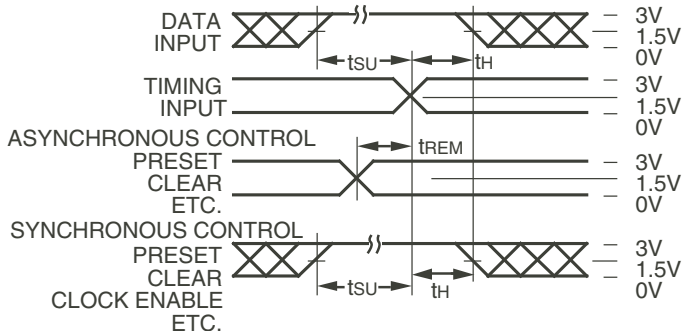 DATA INPUT
3V
1.5V
0V
tSU
tH
TIMING INPUT
3V
1.5V
0V
ASYNCHRONOUS CONTROL
tREM
PRESET
CLEAR
ETC.
3V
1.5V
0V
SYNCHRONOUS CONTROL
PRESET
CLEAR
CLOCK ENABLE
ETC.
3V
1.5V
0V
tSU
tH